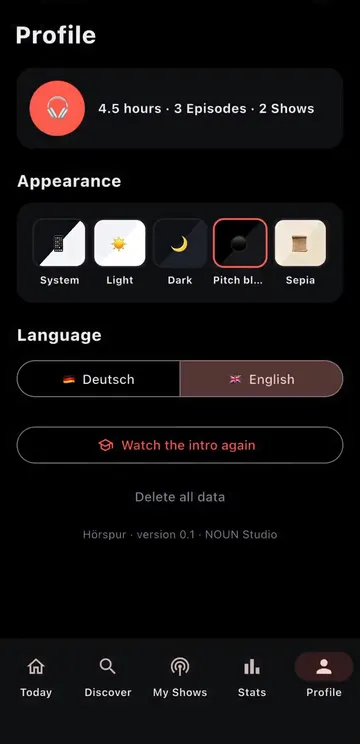 Profile
4.5 hours · 3 Episodes · 2 Shows
Appearance
System Light Dark Pitch bl... Sepia
Language
Deutsch English
Watch the intro again
Delete all data
Hörspur · version 0.1 · NOUN Studio
Today Discover My Shows Stats Profile